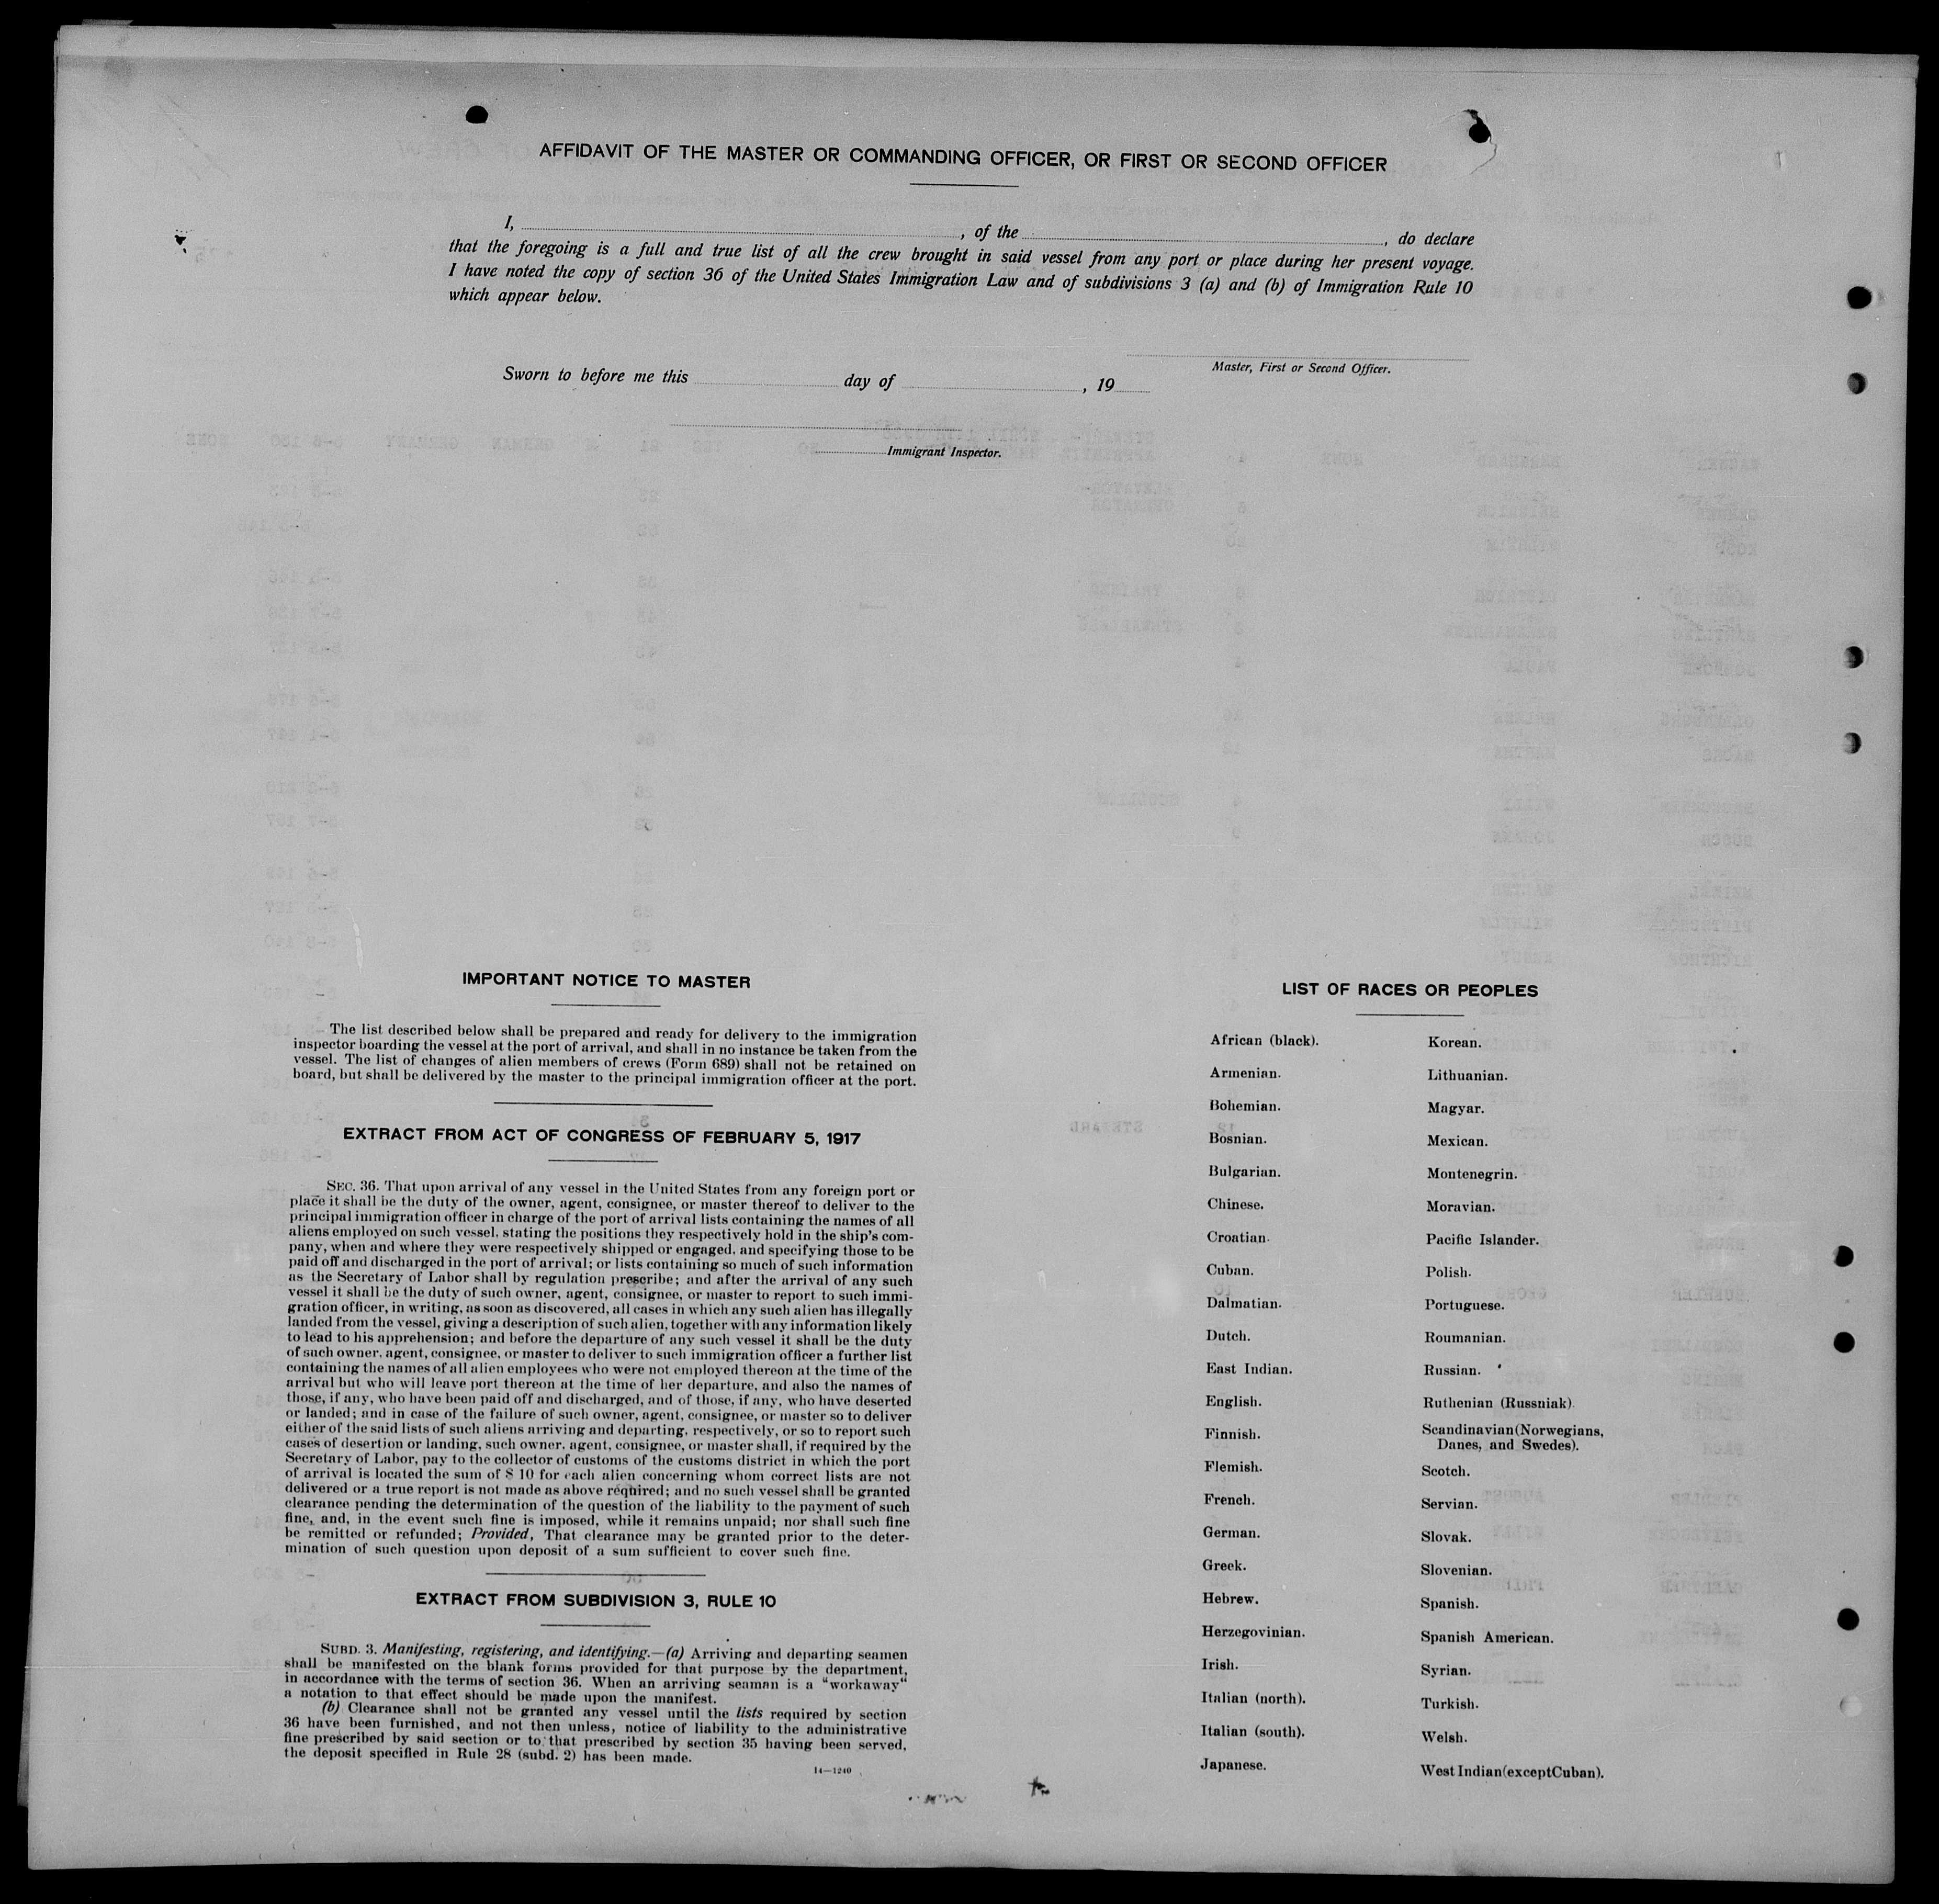 AFFIDAVIT OF THE MASTER OR COMMANDING OFFICER, OR FIRST OR SECOND OFFICER
I, , of the , do declare
that the foregoing is a full and true list of all the crew brought in said vessel from any port or place during her present voyage.
I have noted the copy of section 36 of the United States Immigration Law and of subdivisions 3 (a) and (b) of Immigration Rule 10
which appear below.
Master, First or Second Officer.
Sworn to before me this day of , 19
Immigrant Inspector.
IMPORTANT NOTICE TO MASTER
The list described below shall be prepared and ready for delivery to the immigration
inspector boarding the vessel at the port of arrival, and shall in no instance be taken from the
vessel. The list of changes of alien members of crews (Form 689) shall not be retained on
board, but shall be delivered by the master to the principal immigration officer at the port.
EXTRACT FROM ACT OF CONGRESS OF FEBRUARY 5, 1917
SEC. 36. That upon arrival of any vessel in the United States from any foreign port or
place it shall be the duty of the owner, agent, consignee, or master thereof to deliver to the
principal immigration officer in charge of the port of arrival lists containing the names of all
aliens employed on such vessel, stating the positions they respectively hold in the ship's com-
pany, when and where they were respectively shipped or engaged, and specifying those to be
paid off and discharged in the port of arrival; or lists containing so much of such information
as the Secretary of Labor shall by regulation prescribe; and after the arrival of any such
vessel it shall be the duty of such owner, agent, consignee, or master to report to such immi-
gration officer, in writing, as soon as discovered, all cases in which any such alien has illegally
landed from the vessel, giving a description of such alien, together with any information likely
to lead to his apprehension; and before the departure of any such vessel it shall be the duty
of such owner, agent, consignee, or master to deliver to such immigration officer a further list
containing the names of all alien employees who were not employed thereon at the time of the
arrival but who will leave port thereon at the time of her departure, and also the names of
those, if any, who have been paid off and discharged, and of those, if any, who have deserted
or landed; and in case of the failure of such owner, agent, consignee, or master so to deliver
either of the said lists of such aliens arriving and departing, respectively, or so to report such
cases of desertion or landing, such owner, agent, consignee, or master shall, if required by the
Secretary of Labor, pay to the collector of customs of the customs district in which the port
of arrival is located the sum of $ 10 for each alien concerning whom correct lists are not
delivered or a true report is not made as above required; and no such vessel shall be granted
clearance pending the determination of the question of the liability to the payment of such
fine, and, in the event such fine is imposed, while it remains unpaid; nor shall such fine
be remitted or refunded; Provided, That clearance may be granted prior to the deter-
mination of such question upon deposit of a sum sufficient to cover such fine.
EXTRACT FROM SUBDIVISION 3, RULE 10
SUBD. 3. Manifesting, registering, and identifying.—(a) Arriving and departing seamen
shall be manifested on the blank forms provided for that purpose by the department,
in accordance with the terms of section 36. When an arriving seaman is a "workaway"
a notation to that effect should be made upon the manifest.
(b) Clearance shall not be granted any vessel until the lists required by section
36 have been furnished, and not then unless, notice of liability to the administrative
fine prescribed by said section or to that prescribed by section 35 having been served,
the deposit specified in Rule 28 (subd. 2) has been made.
14—1240
LIST OF RACES OR PEOPLES
African (black).
Armenian.
Bohemian.
Bosnian.
Bulgarian.
Chinese.
Croatian.
Cuban.
Dalmatian.
Dutch.
East Indian.
English.
Finnish.
Flemish.
French.
German.
Greek.
Hebrew.
Herzegovinian.
Irish.
Italian (north).
Italian (south).
Japanese.
Korean.
Lithuanian.
Magyar.
Mexican.
Montenegrin.
Moravian.
Pacific Islander.
Polish.
Portuguese.
Roumanian.
Russian.
Ruthenian (Russniak).
Scandinavian (Norwegians,
Danes, and Swedes).
Scotch.
Servian.
Slovak.
Slovenian.
Spanish.
Spanish American.
Syrian.
Turkish.
Welsh.
West Indian (except Cuban).